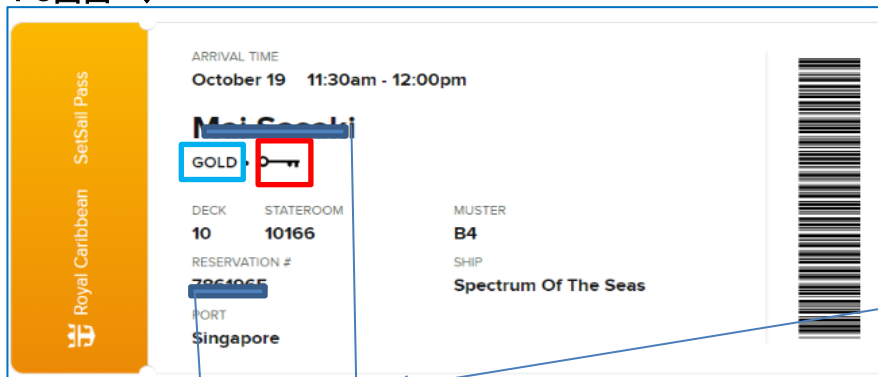 Royal Caribbean SetSail Pass
ARRIVAL TIME
October 19 11:30am - 12:00pm
GOLD •
DECK STATEROOM MUSTER
10 10166 B4
RESERVATION # SHIP
Spectrum Of The Seas
PORT
Singapore